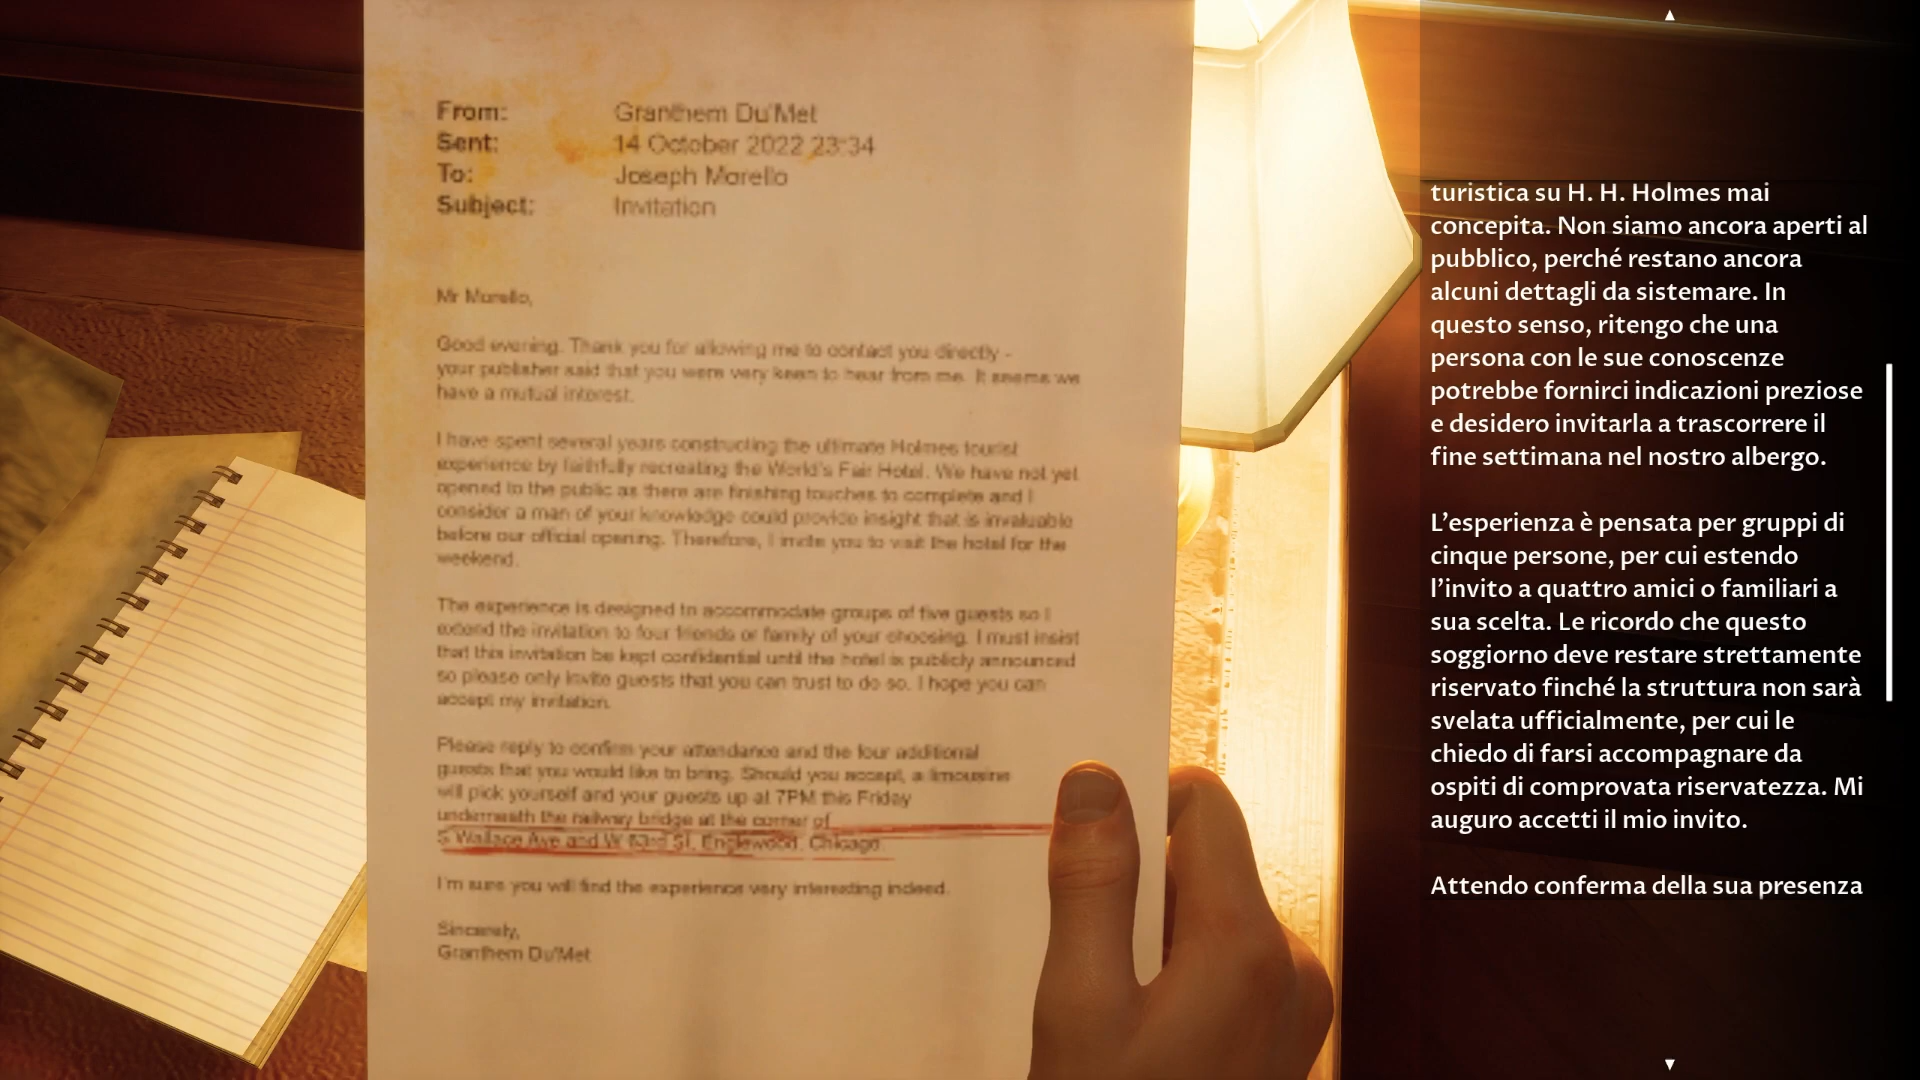 From: Granthem Du'Met
Sent: 14 October 2022 23:34
To: Joseph Morello
Subject: Invitation
Mr Morello,
Good evening. Thank you for allowing me to contact you directly -
your publisher said that you were very keen to hear from me. It seems we
have a mutual interest.
I have spent several years constructing the ultimate Holmes tourist
experience by faithfully recreating the World's Fair Hotel. We have not yet
opened to the public as there are finishing touches to complete and I
consider a man of your knowledge could provide insight that is invaluable
before our official opening. Therefore, I invite you to visit the hotel for the
weekend.
The experience is designed to accommodate groups of five guests so I
extend the invitation to four friends or family of your choosing. I must insist
that this invitation be kept confidential until the hotel is publicly announced
so please only invite guests that you can trust to do so. I hope you can
accept my invitation.
Please reply to confirm your attendance and the four additional
guests that you would like to bring. Should you accept, a limousine
will pick yourself and your guests up at 7PM this Friday
underneath the railway bridge at the corner of
S Wallace Ave and W 63rd St, Englewood, Chicago.
I'm sure you will find the experience very interesting indeed.
Sincerely,
Granthem Du'Met
turistica su H. H. Holmes mai
concepita. Non siamo ancora aperti al
pubblico, perché restano ancora
alcuni dettagli da sistemare. In
questo senso, ritengo che una
persona con le sue conoscenze
potrebbe fornirci indicazioni preziose
e desidero invitarla a trascorrere il
fine settimana nel nostro albergo.
L'esperienza è pensata per gruppi di
cinque persone, per cui estendo
l'invito a quattro amici o familiari a
sua scelta. Le ricordo che questo
soggiorno deve restare strettamente
riservato finché la struttura non sarà
svelata ufficialmente, per cui le
chiedo di farsi accompagnare da
ospiti di comprovata riservatezza. Mi
auguro accetti il mio invito.
Attendo conferma della sua presenza